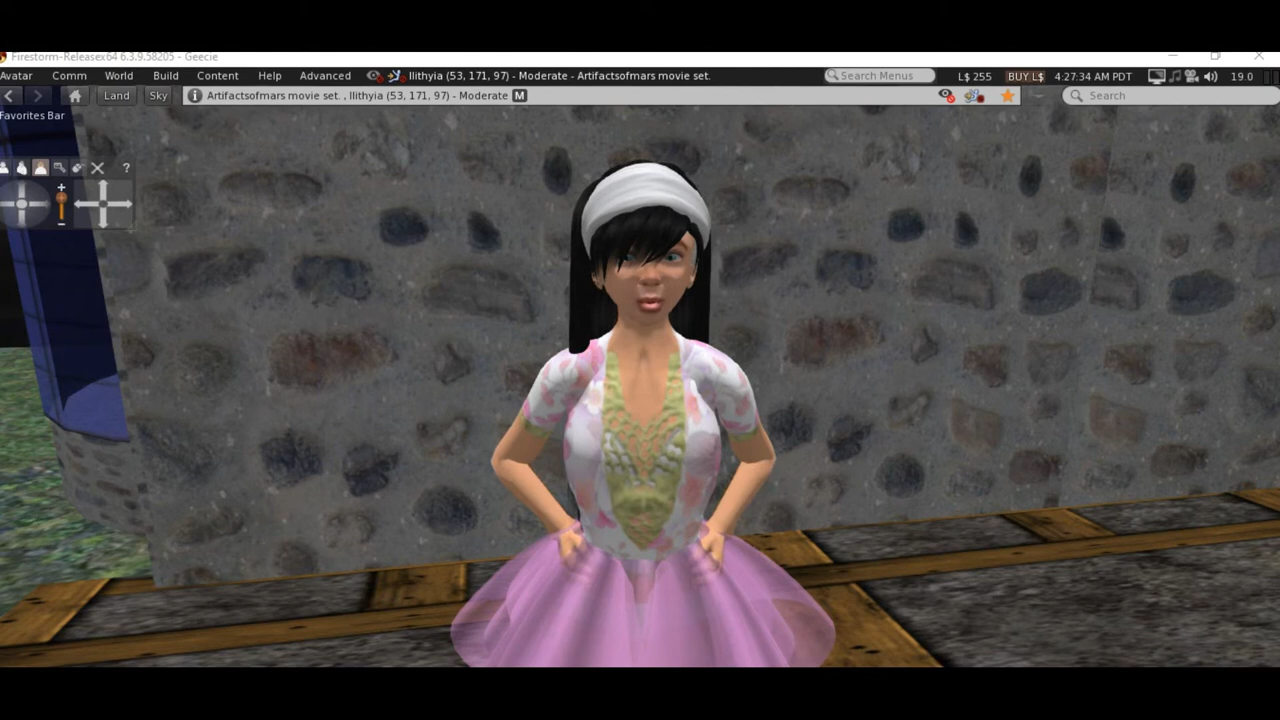 Firestorm-Releasex64 6.3.9.58205 - Geecie
Avatar Comm World Build Content Help Advanced Ilithyia (53, 171, 97) - Moderate - Artifactsofmars movie set. Search Menus L$ 255 BUY L$ 4:27:34 AM PDT 19.0
Land Sky Artifactsofmars movie set. , Ilithyia (53, 171, 97) - Moderate M Search
Favorites Bar
?